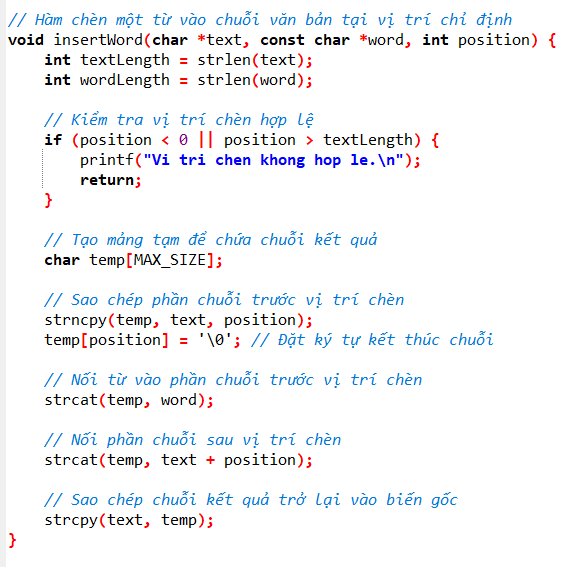 // Hàm chèn một từ vào chuỗi văn bản tại vị trí chỉ định
void insertWord(char *text, const char *word, int position) {
    int textLength = strlen(text);
    int wordLength = strlen(word);

    // Kiểm tra vị trí chèn hợp lệ
    if (position < 0 || position > textLength) {
        printf("Vi tri chen khong hop le.\n");
        return;
    }

    // Tạo mảng tạm để chứa chuỗi kết quả
    char temp[MAX_SIZE];

    // Sao chép phần chuỗi trước vị trí chèn
    strncpy(temp, text, position);
    temp[position] = '\0'; // Đặt ký tự kết thúc chuỗi

    // Nối từ vào phần chuỗi trước vị trí chèn
    strcat(temp, word);

    // Nối phần chuỗi sau vị trí chèn
    strcat(temp, text + position);

    // Sao chép chuỗi kết quả trở lại vào biến gốc
    strcpy(text, temp);
}